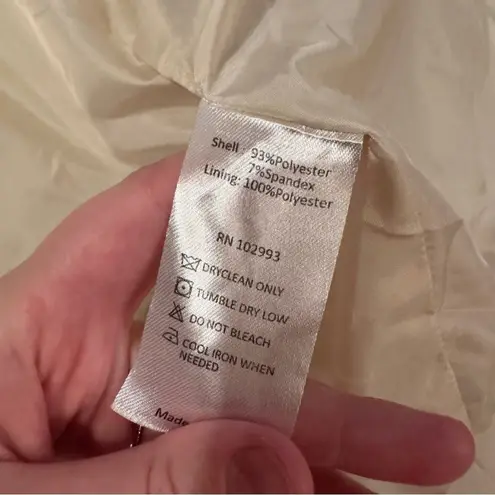 Shell : 93%Polyester
7%Spandex
Lining: 100%Polyester
RN 102993
DRYCLEAN ONLY
TUMBLE DRY LOW
DO NOT BLEACH
COOL IRON WHEN
NEEDED
Made